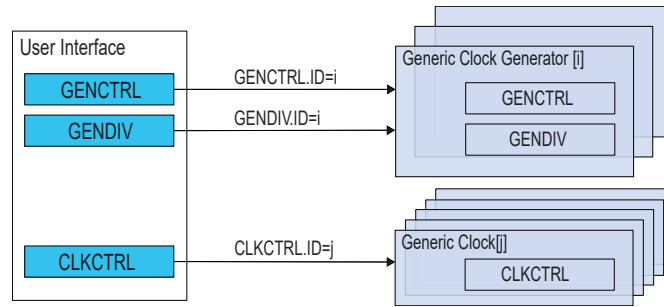 User Interface
GENCTRL
GENDIV
CLKCTRL
GENCTRL.ID=i
GENDIV.ID=i
CLKCTRL.ID=j
Generic Clock Generator [i]
GENCTRL
GENDIV
Generic Clock[j]
CLKCTRL